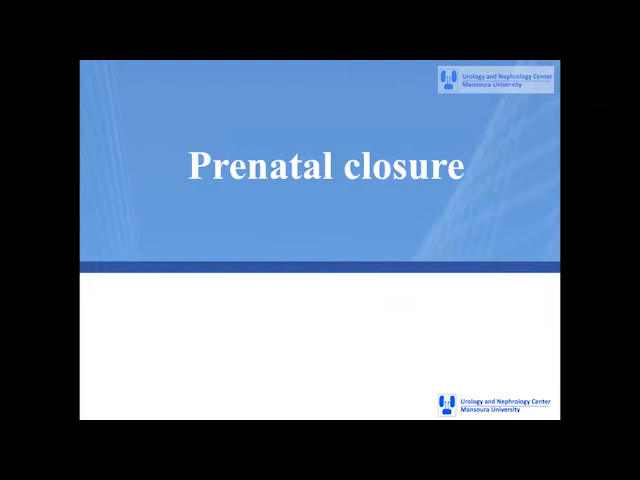 Urology and Nephrology Center
Mansoura University
Prenatal closure
Urology and Nephrology Center
Mansoura University